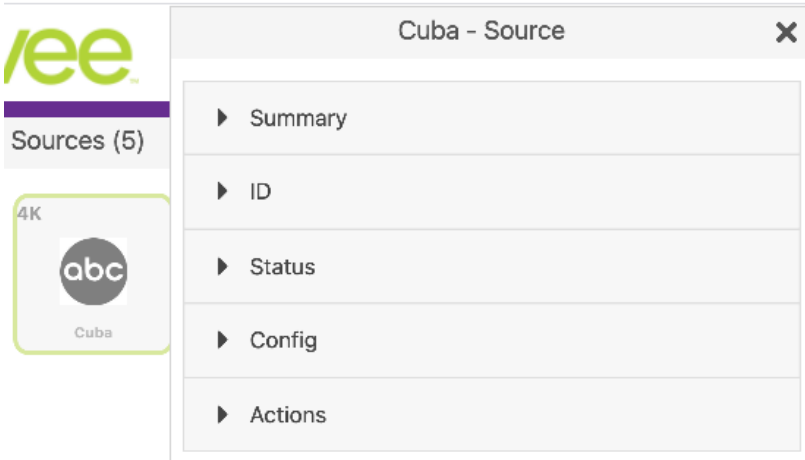 vee
Cuba - Source
Sources (5)
4K
abc
Cuba
Summary
ID
Status
Config
Actions